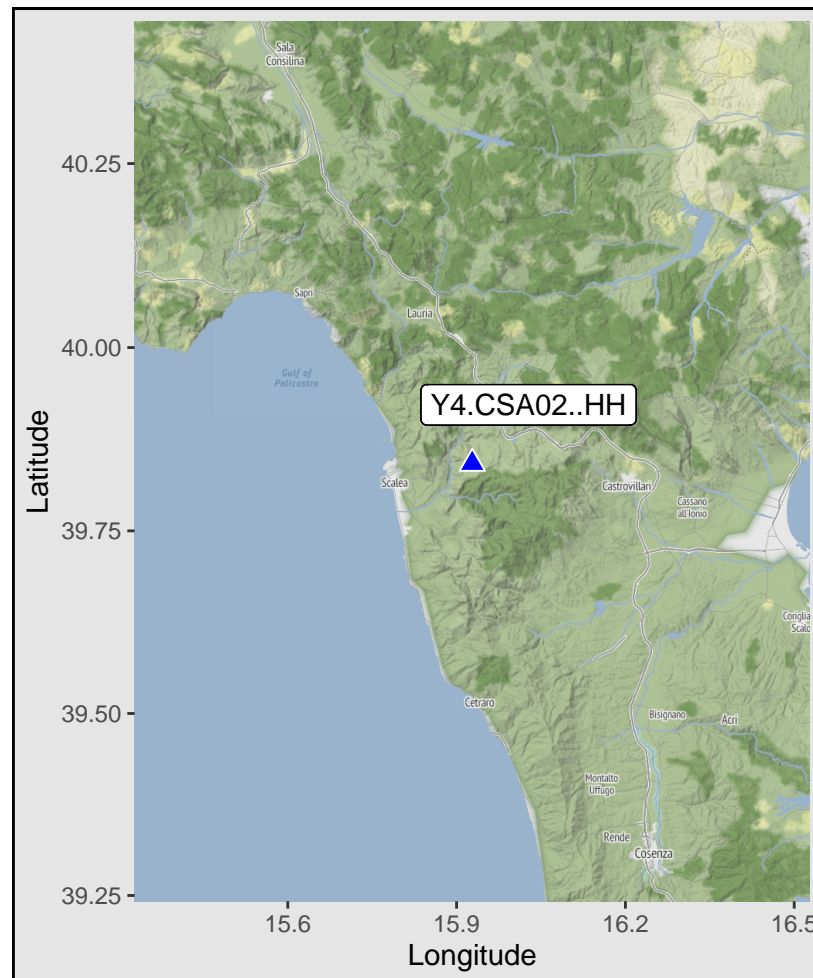 Sala
Consilina
40.25
Sapri
Lauria
40.00
Gulf of
Policastro
Y4.CSA02..HH
Latitude
Scalea
Castrovillari
Cassano
all'Ionio
39.75
Coriglia
Scalo
Cetraro
39.50
Bisignano
Acri
Montalto
Uffugo
Rende
Cosenza
39.25
15.6
15.9
16.2
16.5
Longitude